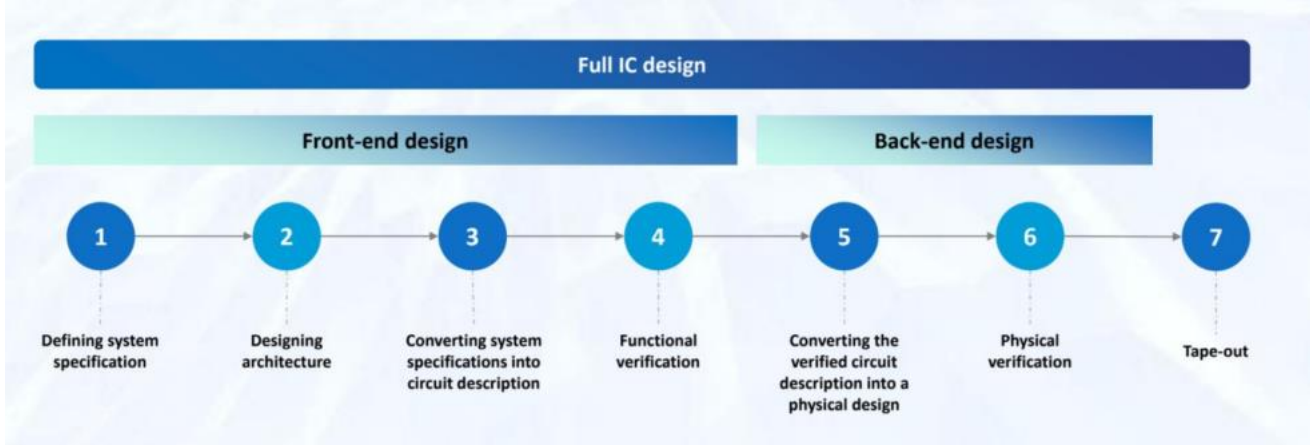 Full IC design
Front-end design
Back-end design
1
2
3
4
5
6
7
Defining system
specification
Designing
architecture
Converting system
specifications into
circuit description
Functional
verification
Converting the
verified circuit
description into a
physical design
Physical
verification
Tape-out